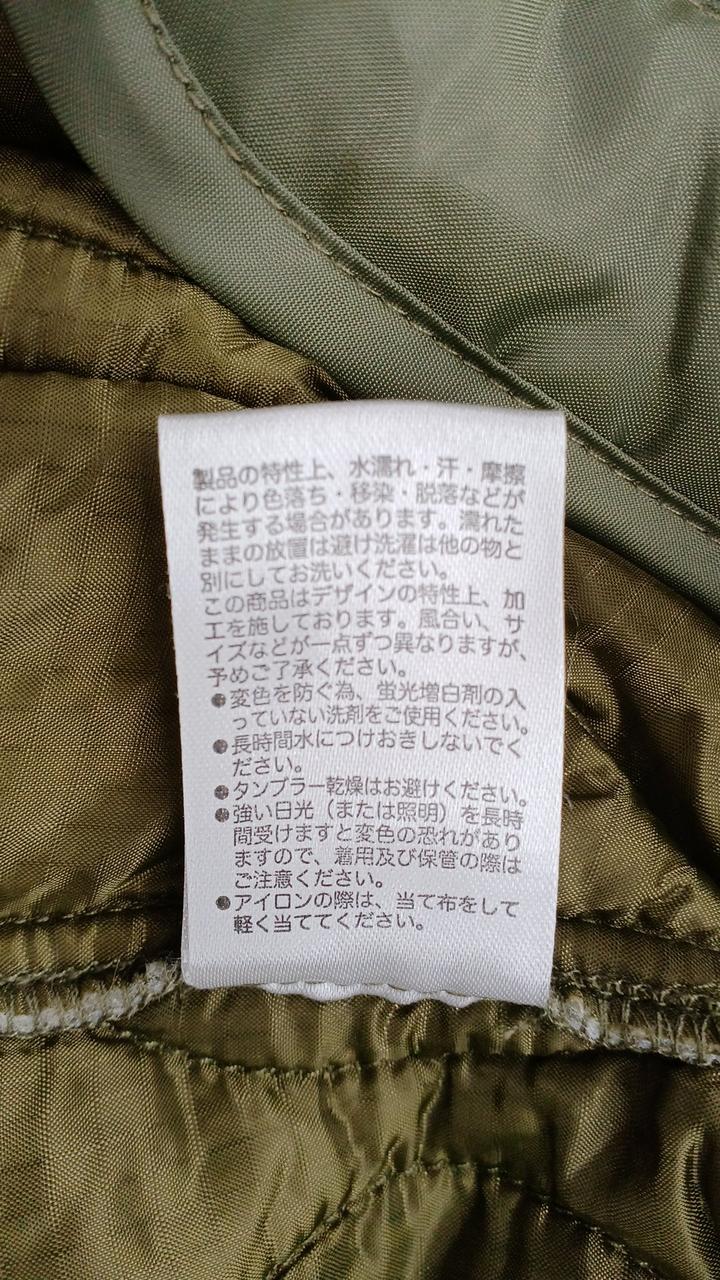 製品の特性上、水濡れ・汗・摩擦
により色落ち・移染・脱落などが
発生する場合があります。濡れた
ままの放置は避け洗濯は他の物と
別にしてお洗いください。
この商品はデザインの特性上、加
工を施しております。風合い、サ
イズなどが一点ずつ異なりますが、
予めご了承ください。
●変色を防ぐ為、蛍光増白剤の入
っていない洗剤をご使用ください。
●長時間水につけおきしないでく
ださい。
●タンブラー乾燥はお避けください。
●強い日光（または照明）を長時
間受けますと変色の恐れがあり
ますので、着用及び保管の際は
ご注意ください。
●アイロンの際は、当て布をして
軽く当ててください。